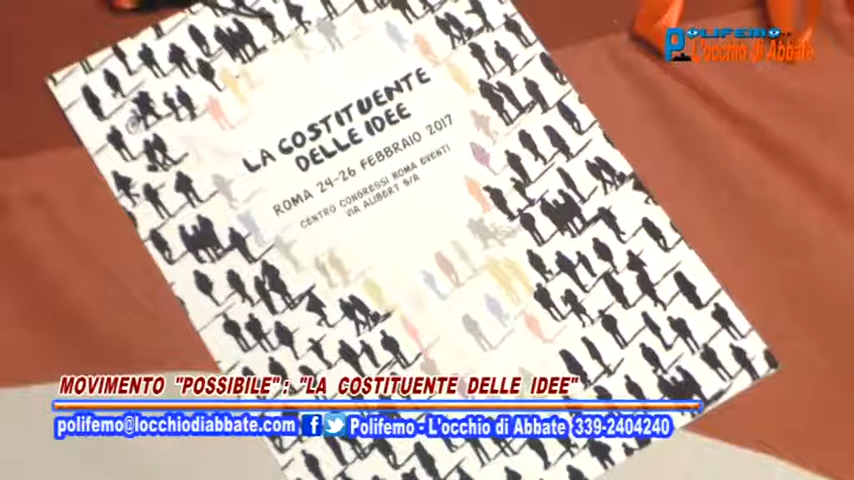 POLIFEMO
L'occhio di Abbate
LA COSTITUENTE
DELLE IDEE
ROMA 24-26 FEBBRAIO 2017
CENTRO CONGRESSI ROMA EVENTI
VIA ALIBERT 5/A
MOVIMENTO "POSSIBILE": "LA COSTITUENTE DELLE IDEE"
polifemo@locchiodiabbate.com f Polifemo - L'occhio di Abbate 339-2404240